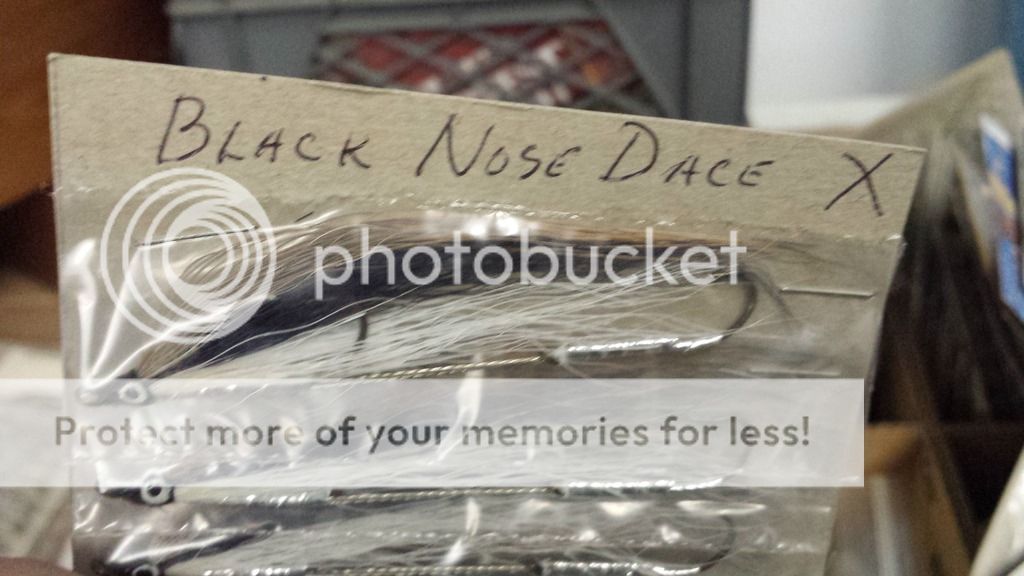 BLACK NOSE DACE X
photobucket
Protect more of your memories for less!